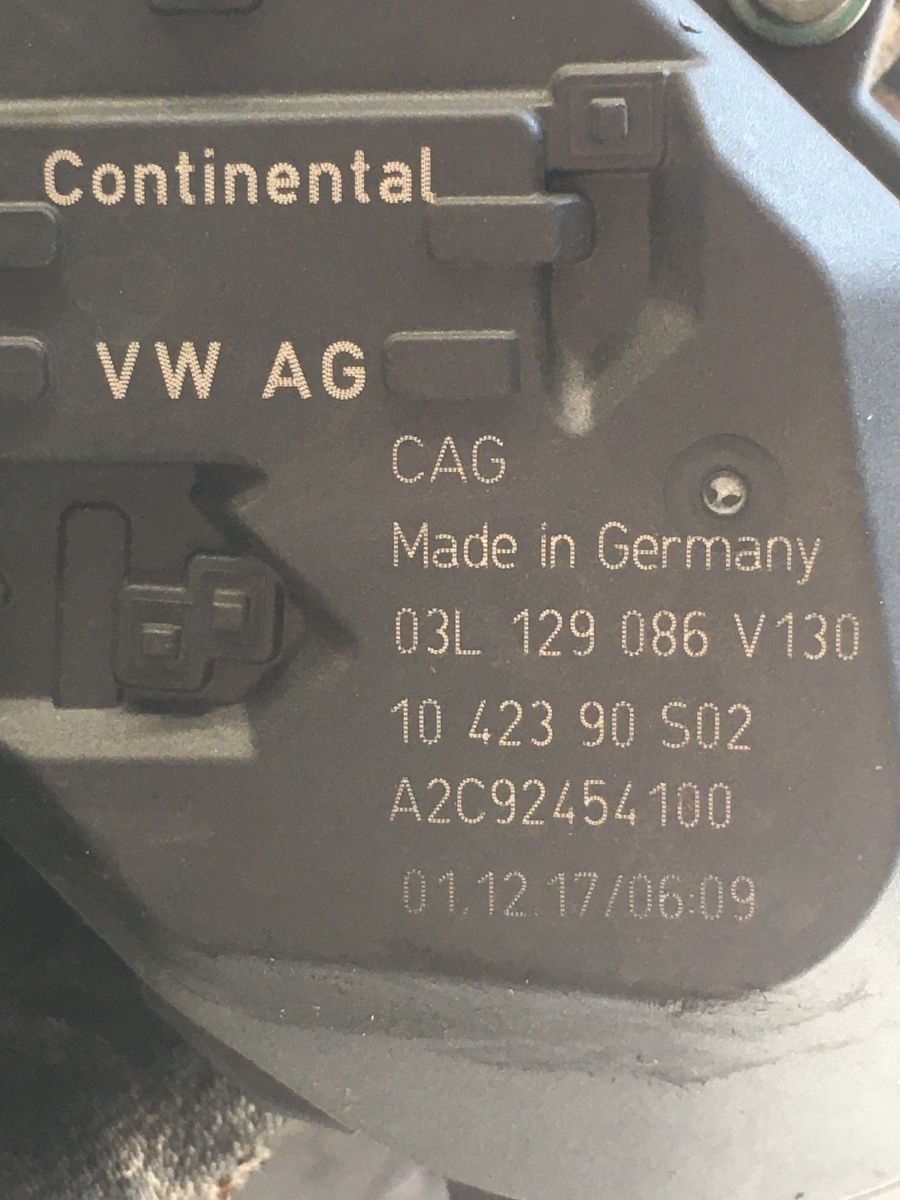 Continental
VW AG
CAG
Made in Germany
03L 129 086 V130
10 423 90 S02
A2C92454100
01.12.17/06:09